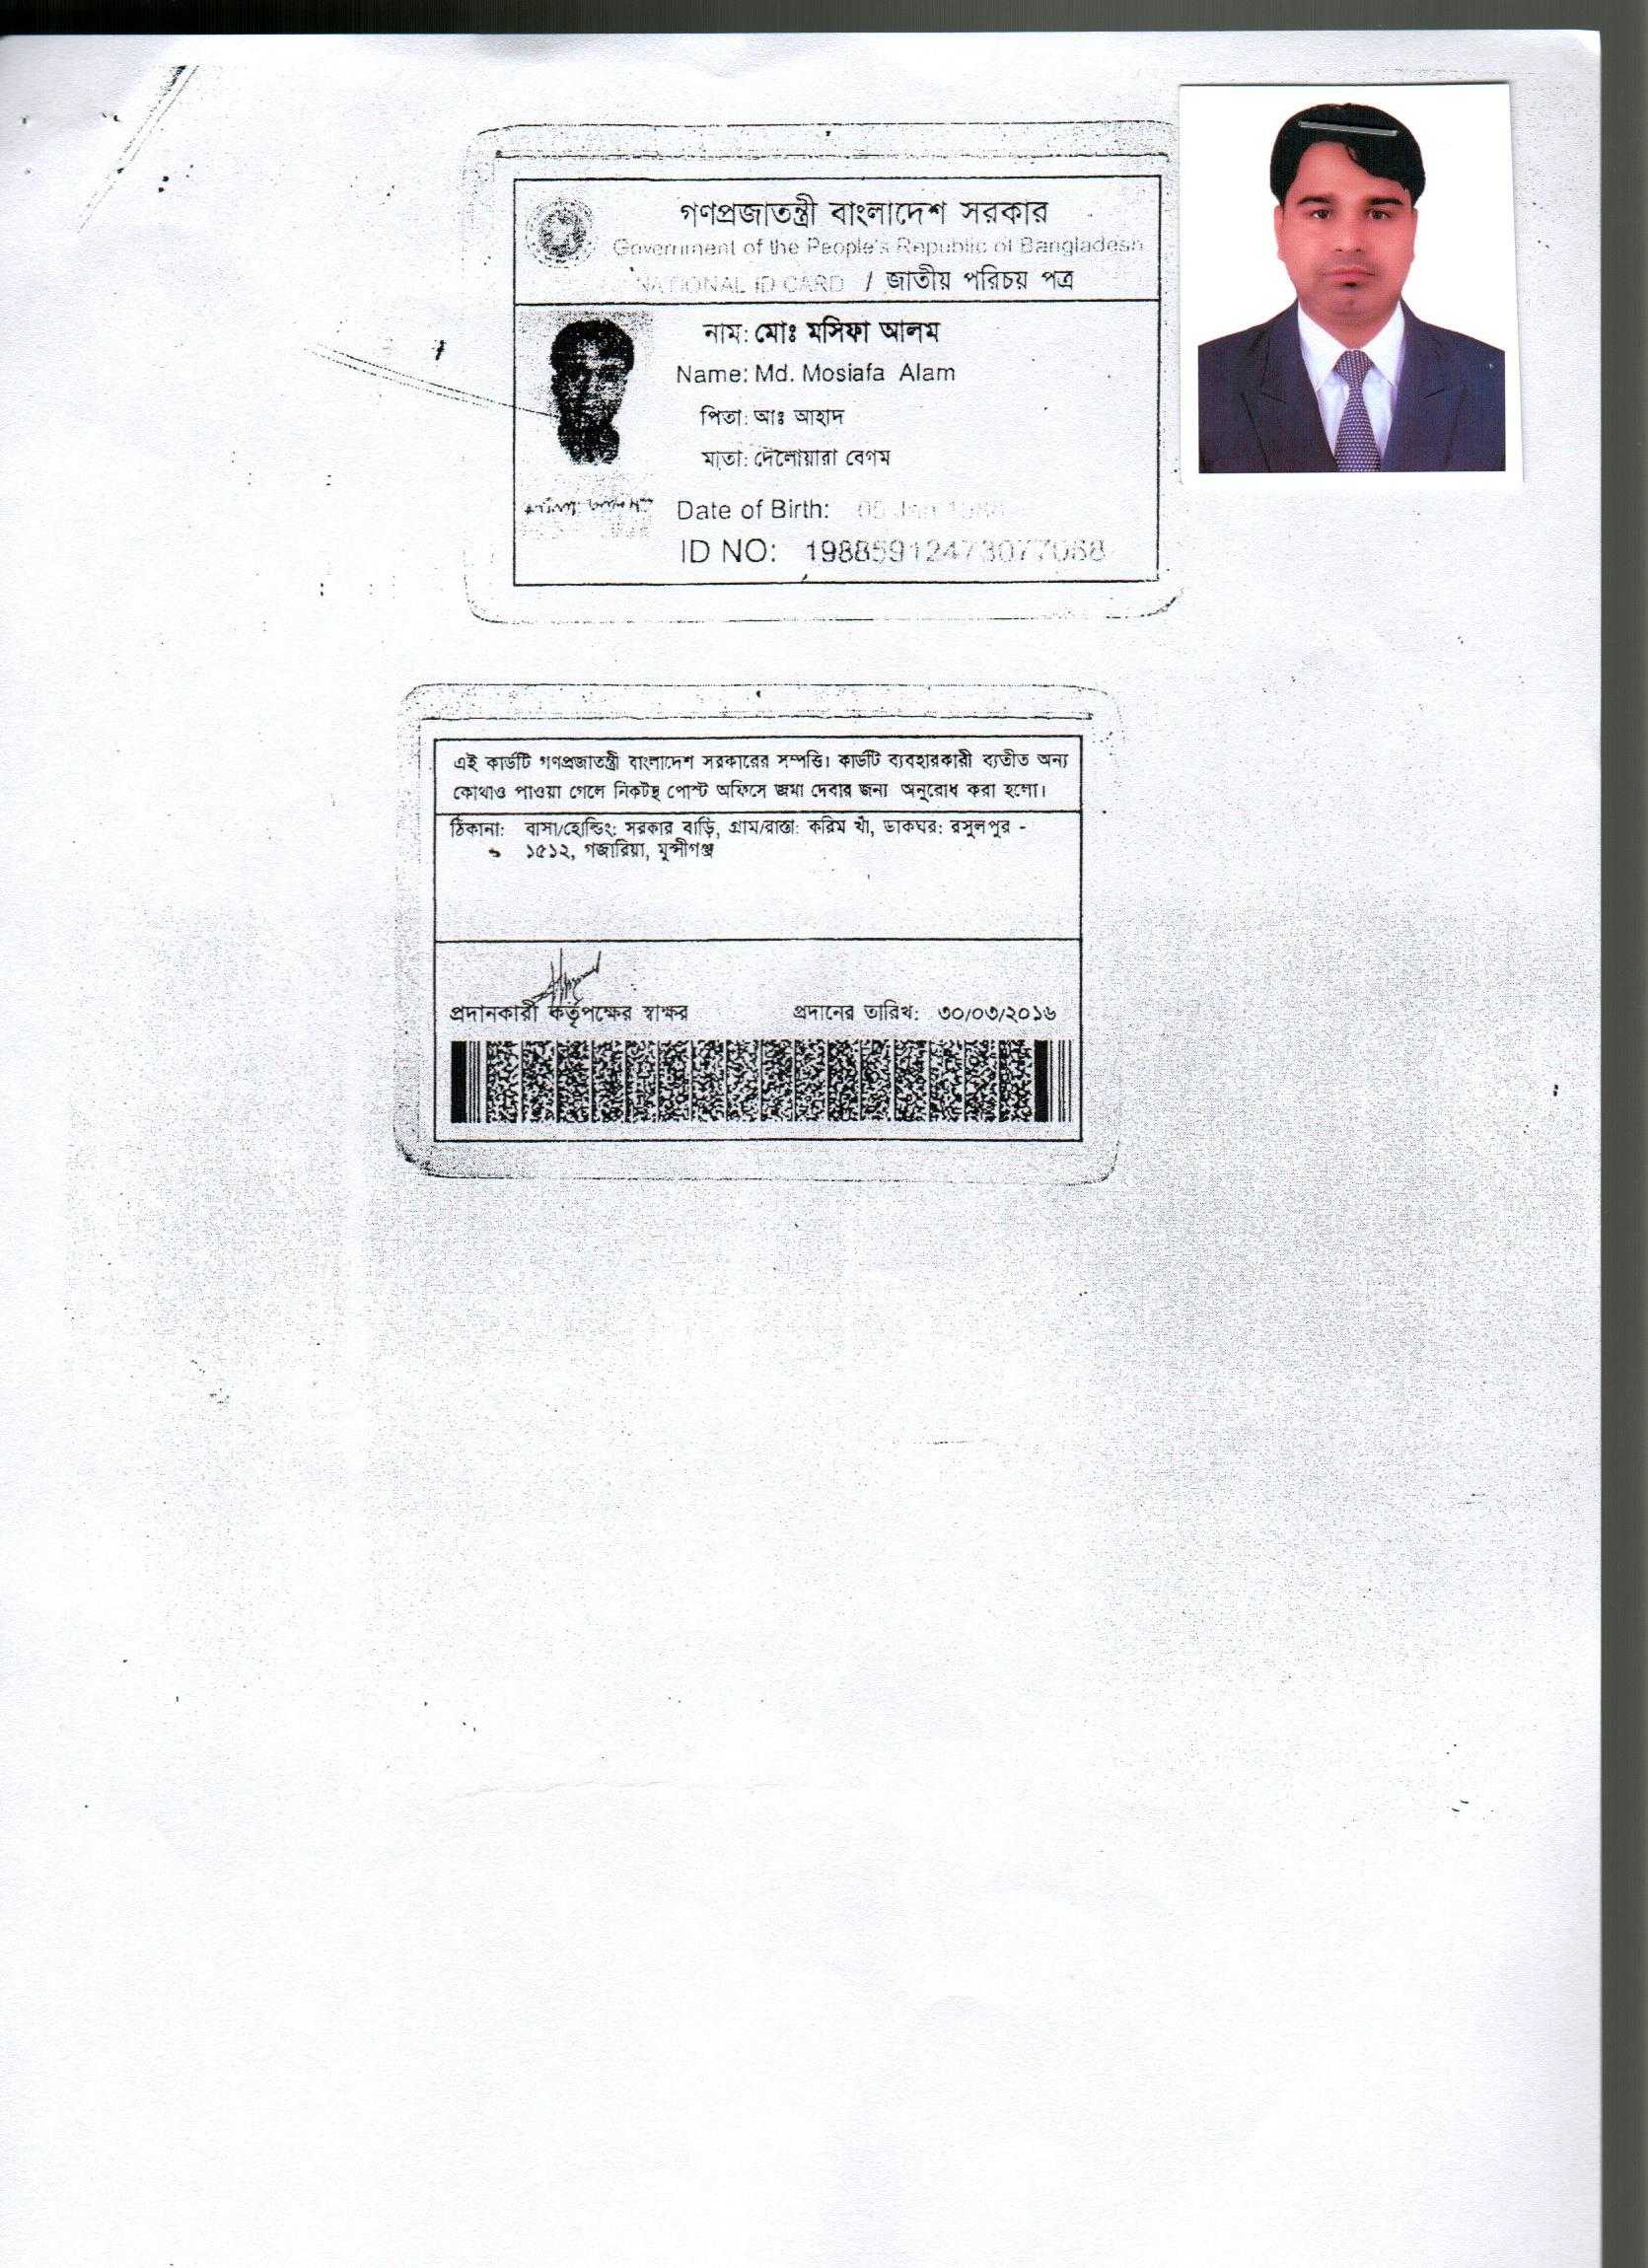 গণপ্রজাতন্ত্রী বাংলাদেশ সরকার
Government of the People's Republic of Bangladesh
NATIONAL ID CARD / জাতীয় পরিচয় পত্র
নাম: মোঃ মসিফা আলম
Name: Md. Mosiafa Alam
পিতা: আঃ আহাদ
মাতা: দেলোয়ারা বেগম
Date of Birth: 05 Jan
ID NO:
এই কার্ডটি গণপ্রজাতন্ত্রী বাংলাদেশ সরকারের সম্পত্তি। কার্ডটি ব্যবহারকারী ব্যতীত অন্য
কোথাও পাওয়া গেলে নিকটস্থ পোস্ট অফিসে জমা দেবার জন্য অনুরোধ করা হলো।
ঠিকানা: বাসা/হোল্ডিং: সরকার বাড়ি, গ্রাম/রাস্তা: করিম খাঁ, ডাকঘর: রসুলপুর -
১৫১২, গজারিয়া, মুন্সীগঞ্জ
প্রদানকারী কর্তৃপক্ষের স্বাক্ষর প্রদানের তারিখ: ৩০/০৩/২০১৬